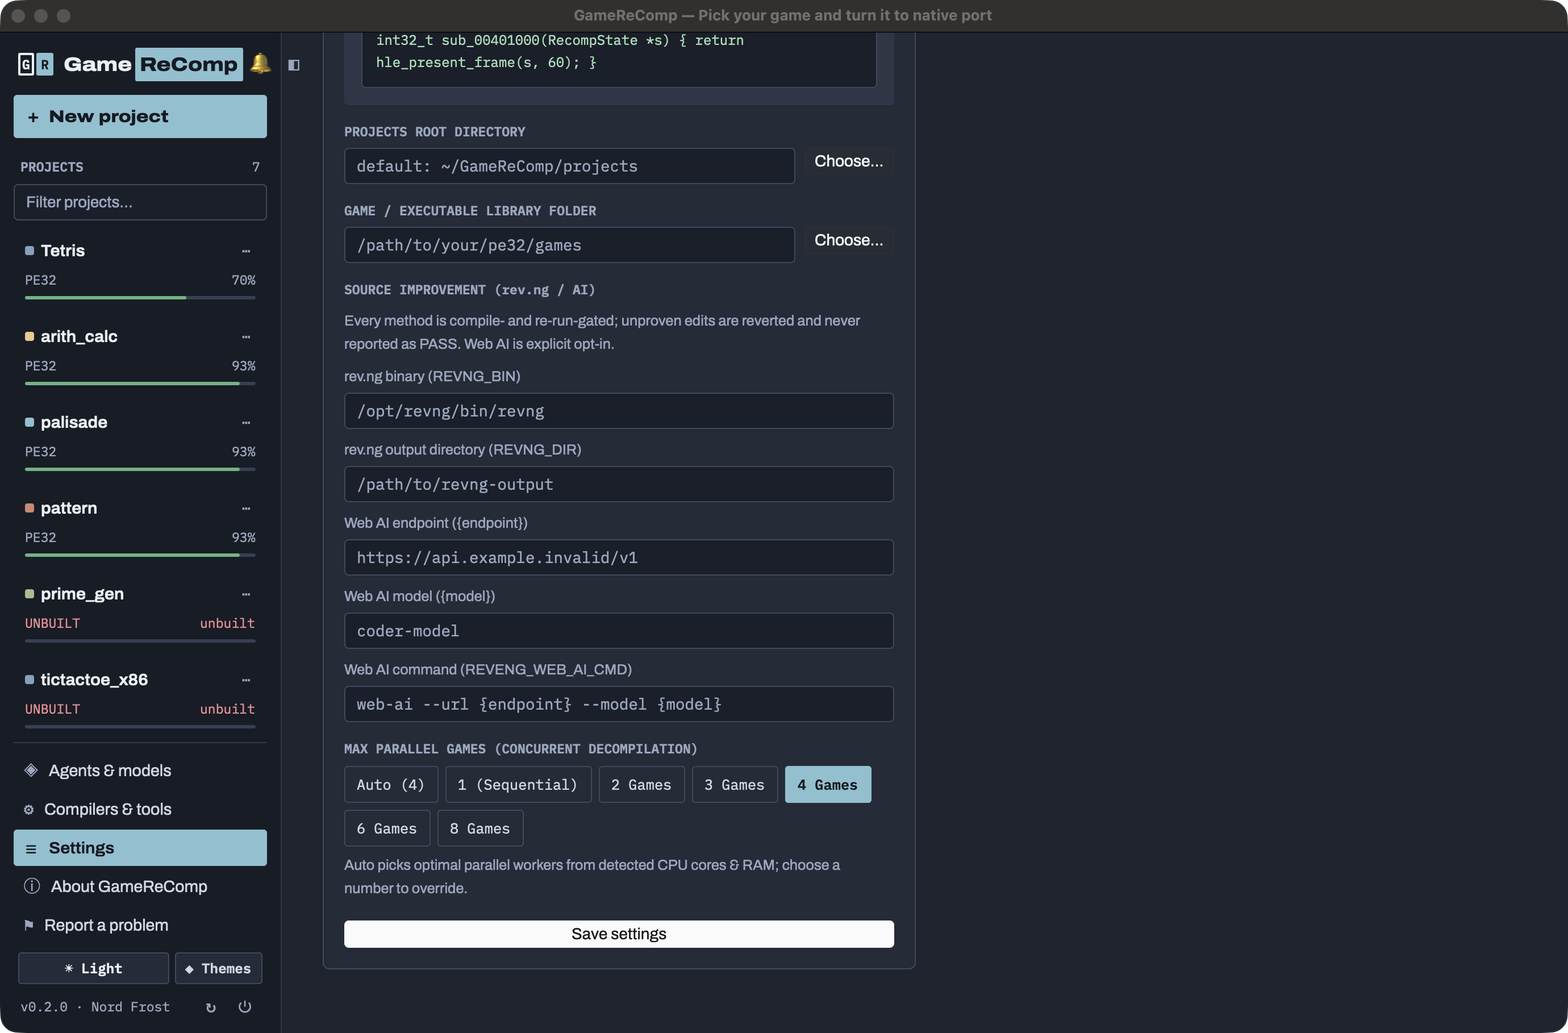 GameReComp — Pick your game and turn it to native port
G R Game ReComp
+ New project
PROJECTS 7
Filter projects...
Tetris
PE32 70%
arith_calc
PE32 93%
palisade
PE32 93%
pattern
PE32 93%
prime_gen
UNBUILT unbuilt
tictactoe_x86
UNBUILT unbuilt
Agents & models
Compilers & tools
Settings
About GameReComp
Report a problem
Light
Themes
v0.2.0 · Nord Frost
int32_t sub_00401000(RecompState *s) { return
hle_present_frame(s, 60); }
PROJECTS ROOT DIRECTORY
default: ~/GameReComp/projects
Choose...
GAME / EXECUTABLE LIBRARY FOLDER
/path/to/your/pe32/games
Choose...
SOURCE IMPROVEMENT (rev.ng / AI)
Every method is compile- and re-run-gated; unproven edits are reverted and never
reported as PASS. Web AI is explicit opt-in.
rev.ng binary (REVNG_BIN)
/opt/revng/bin/revng
rev.ng output directory (REVNG_DIR)
/path/to/revng-output
Web AI endpoint ({endpoint})
https://api.example.invalid/v1
Web AI model ({model})
coder-model
Web AI command (REVENG_WEB_AI_CMD)
web-ai --url {endpoint} --model {model}
MAX PARALLEL GAMES (CONCURRENT DECOMPILATION)
Auto (4) 1 (Sequential) 2 Games 3 Games 4 Games
6 Games 8 Games
Auto picks optimal parallel workers from detected CPU cores & RAM; choose a
number to override.
Save settings